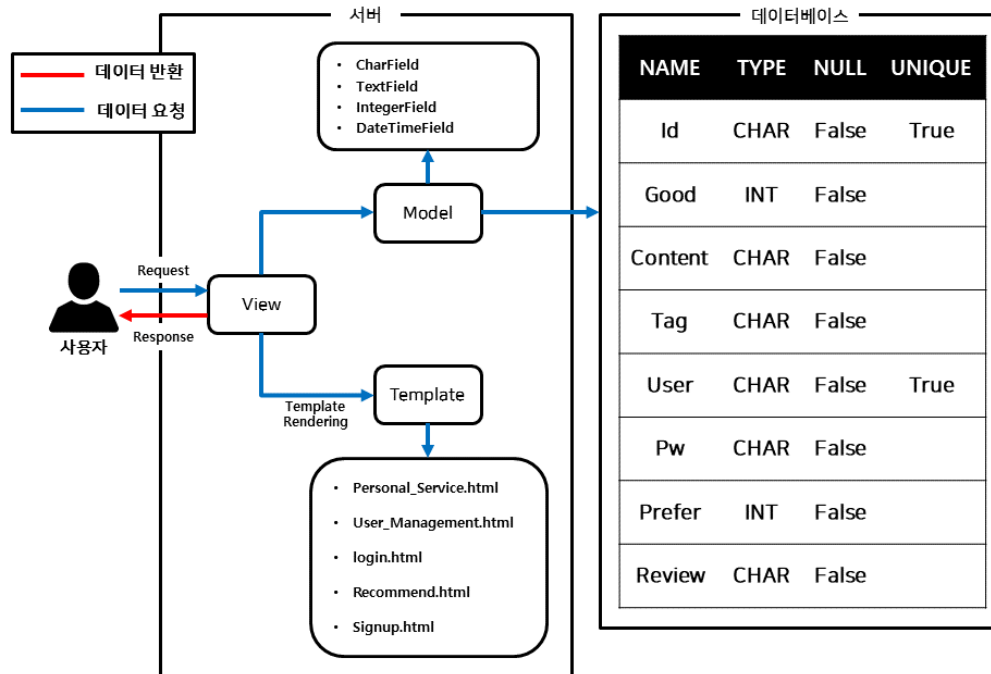 서버
데이터베이스
데이터 반환
데이터 요청
• CharField
• TextField
• IntegerField
• DateTimeField
Model
Request
View
Response
사용자
Template
Rendering
Template
• Personal_Service.html
• User_Management.html
• login.html
• Recommend.html
• Signup.html
NAME TYPE NULL UNIQUE
Id CHAR False True
Good INT False
Content CHAR False
Tag CHAR False
User CHAR False True
Pw CHAR False
Prefer INT False
Review CHAR False